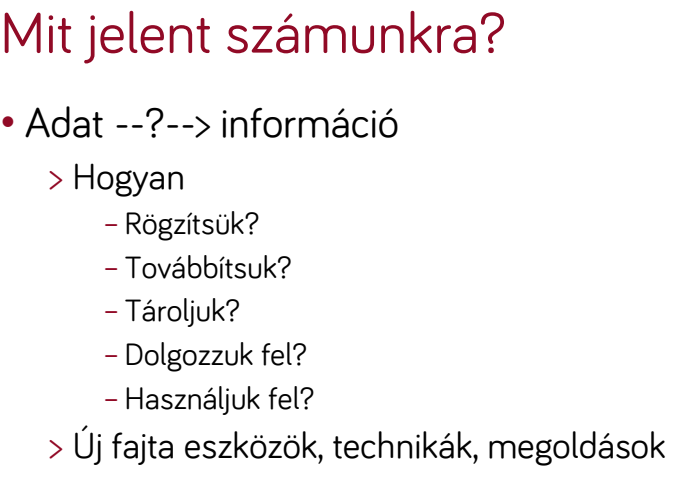 Mit jelent számunkra?
• Adat --?--> információ
> Hogyan
– Rögzítsük?
– Továbbítsuk?
– Tároljuk?
– Dolgozzuk fel?
– Használjuk fel?
> Új fajta eszközök, technikák, megoldások